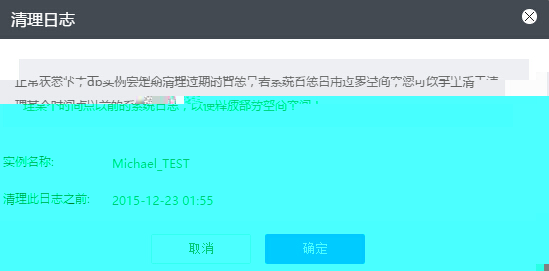 清理日志
正常状态下，db实例会定期清理过期的日志，若系统日志占用过多空间，您可以手工清
理某个时间点以前的系统日志，以便释放部分空间
实例名称: Michael_TEST
清理此日志之前: 2015-12-23 01:55
取消 确定